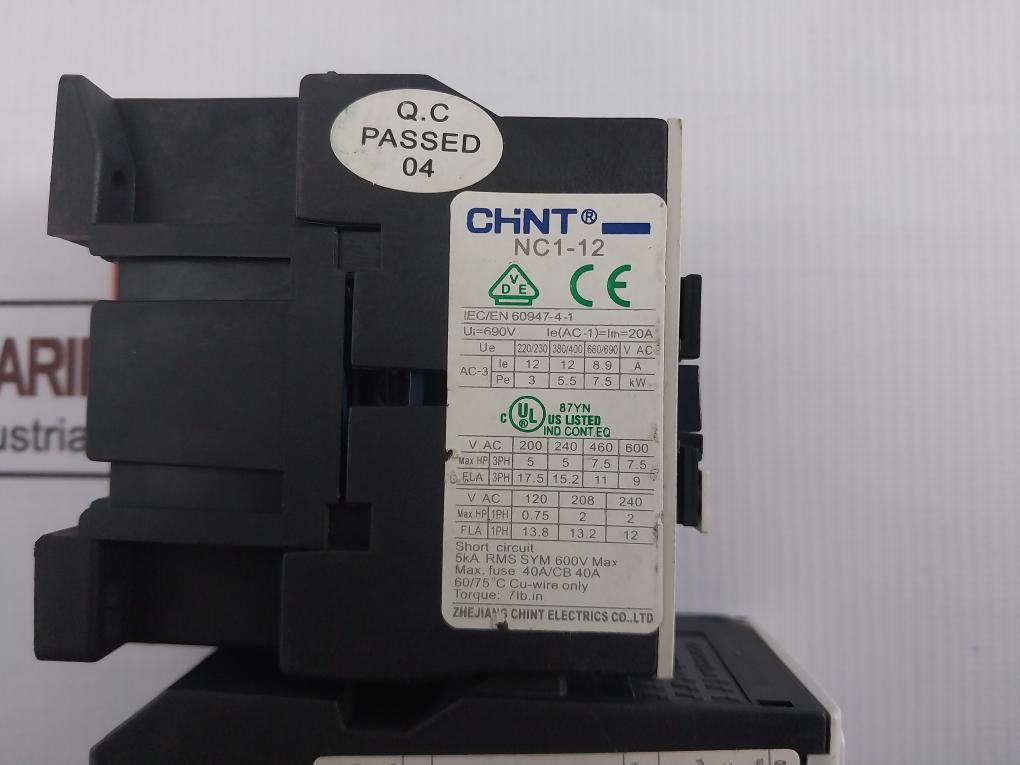 Q.C
PASSED
04
CHINT®
NC1-12
V
D E
CE
IEC/EN 60947-4-1
Ui=690V Ie(AC-1)=Ith=20A
Ue 220/230 380/400 660/690 V AC
AC-3 Ie 12 12 8.9 A
Pe 3 5.5 7.5 kW
87YN
C UL ® US LISTED
IND CONT EQ
V AC 200 240 460 600
Max HP 3PH 5 5 7.5 7.5
FLA 3PH 17.5 15.2 11 9
V AC 120 208 240
Max.HP 1PH 0.75 2 2
FLA 1PH 13.8 13.2 12
Short circuit
5kA RMS SYM 600V Max
Max. fuse 40A/CB 40A
60/75°C Cu-wire only
Torque: 7lb.in
ZHEJIANG CHINT ELECTRICS CO.,LTD